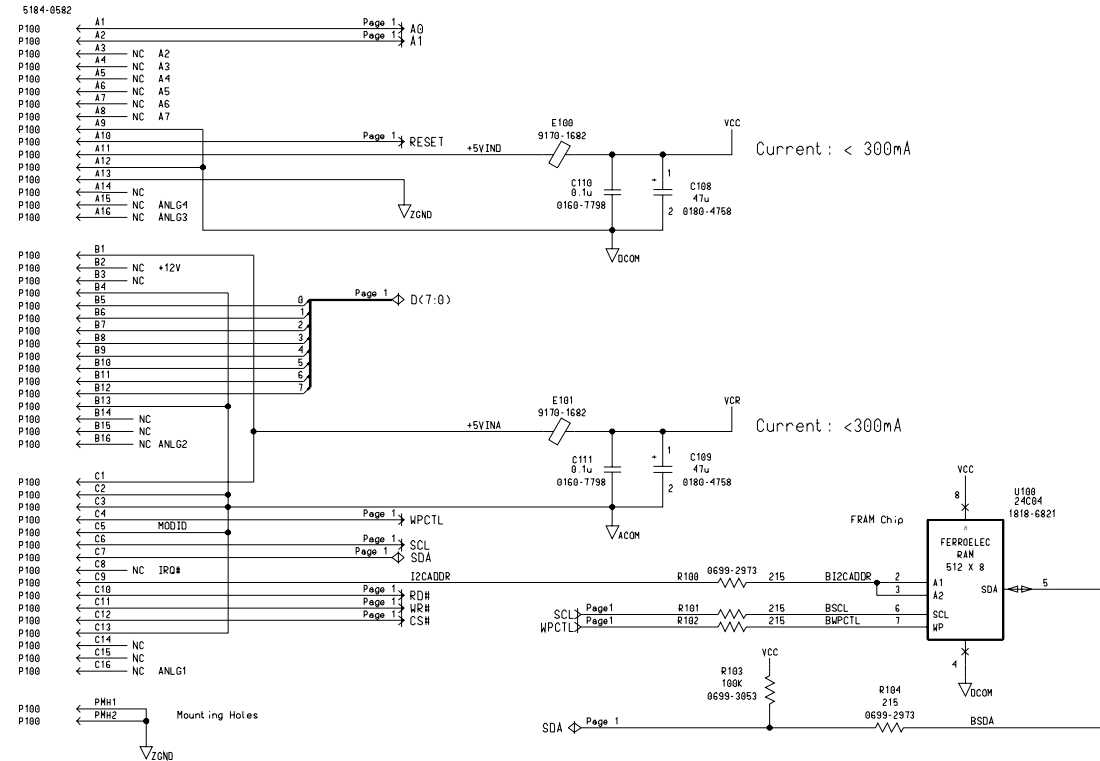 5184-0582
P100 A1 Page 1 A0
P100 A2 Page 1 A1
P100 A3 NC A2
P100 A4 NC A3
P100 A5 NC A4
P100 A6 NC A5
P100 A7 NC A6
P100 A8 NC A7
P100 A9
P100 A10 Page 1 RESET
P100 A11 +5VIND
P100 A12
P100 A13
P100 A14 NC
P100 A15 NC ANLG4
P100 A16 NC ANLG3
ZGND
E100
9170-1682
VCC
Current: < 300mA
C110
0.1u
0160-7798
+ 1
C108
47u
2 0180-4758
DCOM
P100 B1
P100 B2 NC +12V
P100 B3 NC
P100 B4
P100 B5 0 Page 1 D(7:0)
P100 B6 1
P100 B7 2
P100 B8 3
P100 B9 4
P100 B10 5
P100 B11 6
P100 B12 7
P100 B13
P100 B14 NC
P100 B15 NC
P100 B16 NC ANLG2
+5VINA
E101
9170-1682
VCR
Current: <300mA
C111
0.1u
0160-7798
+ 1
C109
47u
2 0180-4758
ACOM
P100 C1
P100 C2
P100 C3
P100 C4 Page 1 WPCTL
P100 C5 MODID
P100 C6 Page 1 SCL
P100 C7 Page 1 SDA
P100 C8 NC IRQ#
P100 C9 I2CADDR
P100 C10 Page 1 RD#
P100 C11 Page 1 WR#
P100 C12 Page 1 CS#
P100 C13
P100 C14 NC
P100 C15 NC
P100 C16 NC ANLG1
P100 PMH1
P100 PMH2
Mounting Holes
ZGND
FRAM Chip
VCC
8
U100
24C04
1818-6821
FERROELEC
RAM
512 X 8
R100 0699-2973 215 BI2CADDR 2 A1
3 A2
SDA 5
SCL Page1 R101 215 BSCL 6 SCL
WPCTL Page1 R102 215 BWPCTL 7 WP
4
DCOM
VCC
R103
100K
0699-3053
R104
215
0699-2973
SDA Page 1
BSDA